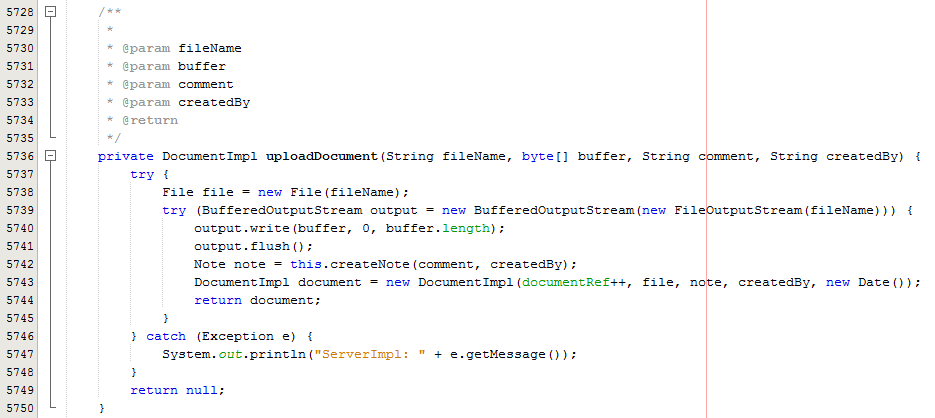 5728 /**
5729 *
5730 * @param fileName
5731 * @param buffer
5732 * @param comment
5733 * @param createdBy
5734 * @return
5735 */
5736 private DocumentImpl uploadDocument(String fileName, byte[] buffer, String comment, String createdBy) {
5737 try {
5738 File file = new File(fileName);
5739 try (BufferedOutputStream output = new BufferedOutputStream(new FileOutputStream(fileName))) {
5740 output.write(buffer, 0, buffer.length);
5741 output.flush();
5742 Note note = this.createNote(comment, createdBy);
5743 DocumentImpl document = new DocumentImpl(documentRef++, file, note, createdBy, new Date());
5744 return document;
5745 }
5746 } catch (Exception e) {
5747 System.out.println("ServerImpl: " + e.getMessage());
5748 }
5749 return null;
5750 }